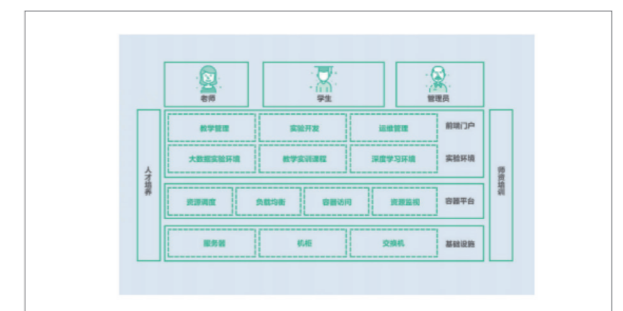 老师 学生 管理员
教学管理 实验开发 运维管理 前端门户
大数据实验环境 教学实训课程 深度学习环境 实验环境
人才培养
师资培训
资源调度 负载均衡 容器访问 资源监视 容器平台
服务器 机柜 交换机 基础设施